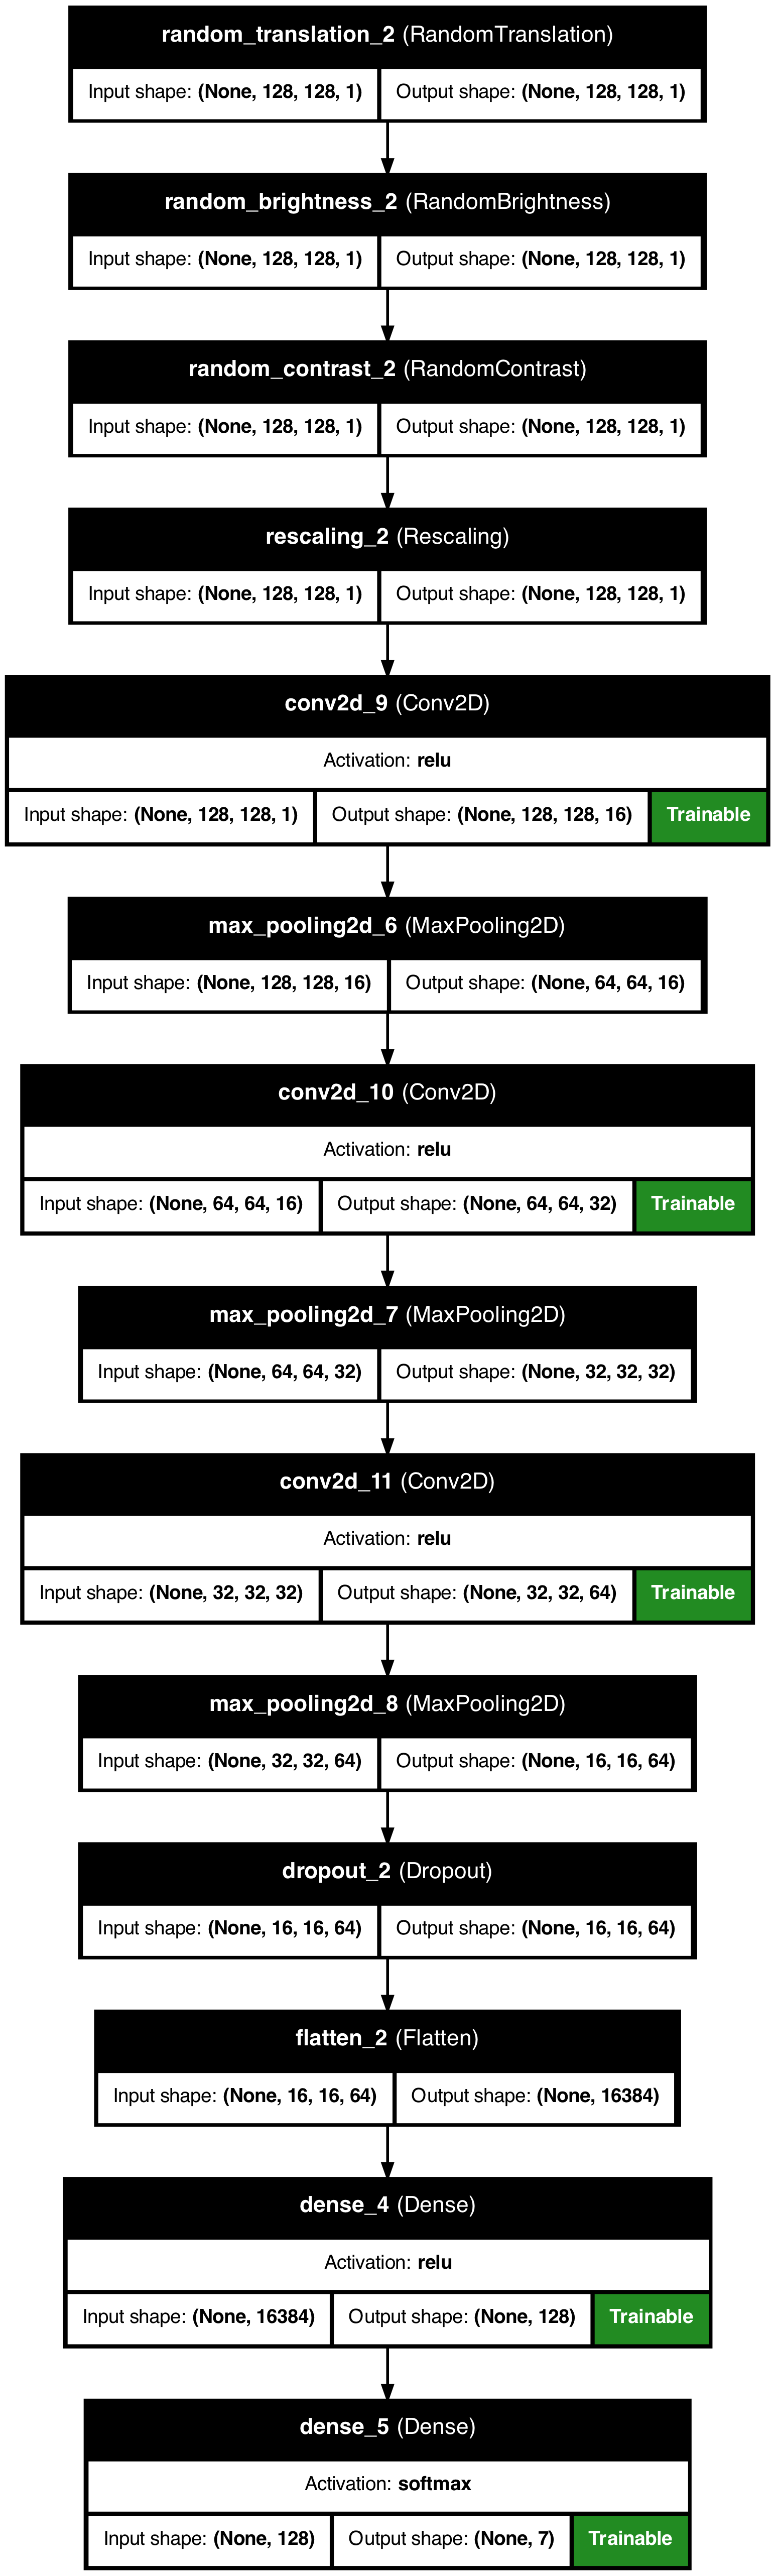 random_translation_2 (RandomTranslation)
Input shape: (None, 128, 128, 1) Output shape: (None, 128, 128, 1)
random_brightness_2 (RandomBrightness)
Input shape: (None, 128, 128, 1) Output shape: (None, 128, 128, 1)
random_contrast_2 (RandomContrast)
Input shape: (None, 128, 128, 1) Output shape: (None, 128, 128, 1)
rescaling_2 (Rescaling)
Input shape: (None, 128, 128, 1) Output shape: (None, 128, 128, 1)
conv2d_9 (Conv2D)
Activation: relu
Input shape: (None, 128, 128, 1) Output shape: (None, 128, 128, 16) Trainable
max_pooling2d_6 (MaxPooling2D)
Input shape: (None, 128, 128, 16) Output shape: (None, 64, 64, 16)
conv2d_10 (Conv2D)
Activation: relu
Input shape: (None, 64, 64, 16) Output shape: (None, 64, 64, 32) Trainable
max_pooling2d_7 (MaxPooling2D)
Input shape: (None, 64, 64, 32) Output shape: (None, 32, 32, 32)
conv2d_11 (Conv2D)
Activation: relu
Input shape: (None, 32, 32, 32) Output shape: (None, 32, 32, 64) Trainable
max_pooling2d_8 (MaxPooling2D)
Input shape: (None, 32, 32, 64) Output shape: (None, 16, 16, 64)
dropout_2 (Dropout)
Input shape: (None, 16, 16, 64) Output shape: (None, 16, 16, 64)
flatten_2 (Flatten)
Input shape: (None, 16, 16, 64) Output shape: (None, 16384)
dense_4 (Dense)
Activation: relu
Input shape: (None, 16384) Output shape: (None, 128) Trainable
dense_5 (Dense)
Activation: softmax
Input shape: (None, 128) Output shape: (None, 7) Trainable